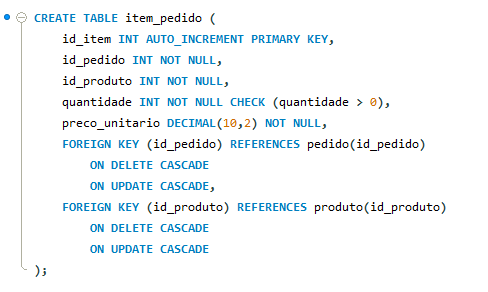 CREATE TABLE item_pedido (
    id_item INT AUTO_INCREMENT PRIMARY KEY,
    id_pedido INT NOT NULL,
    id_produto INT NOT NULL,
    quantidade INT NOT NULL CHECK (quantidade > 0),
    preco_unitario DECIMAL(10,2) NOT NULL,
    FOREIGN KEY (id_pedido) REFERENCES pedido(id_pedido)
        ON DELETE CASCADE
        ON UPDATE CASCADE,
    FOREIGN KEY (id_produto) REFERENCES produto(id_produto)
        ON DELETE CASCADE
        ON UPDATE CASCADE
);